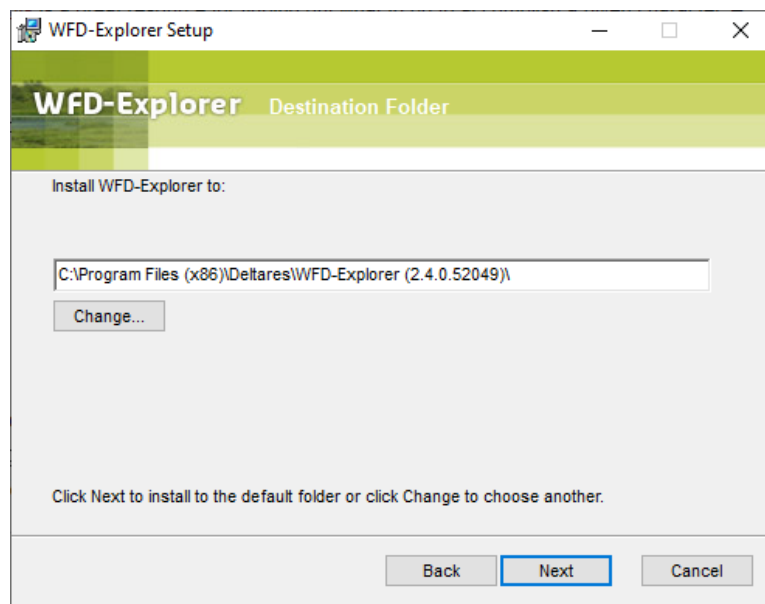 WFD-Explorer Setup
WFD-Explorer Destination Folder
Install WFD-Explorer to:
C:\Program Files (x86)\Deltares\WFD-Explorer (2.4.0.52049)\
Change...
Click Next to install to the default folder or click Change to choose another.
Back Next Cancel